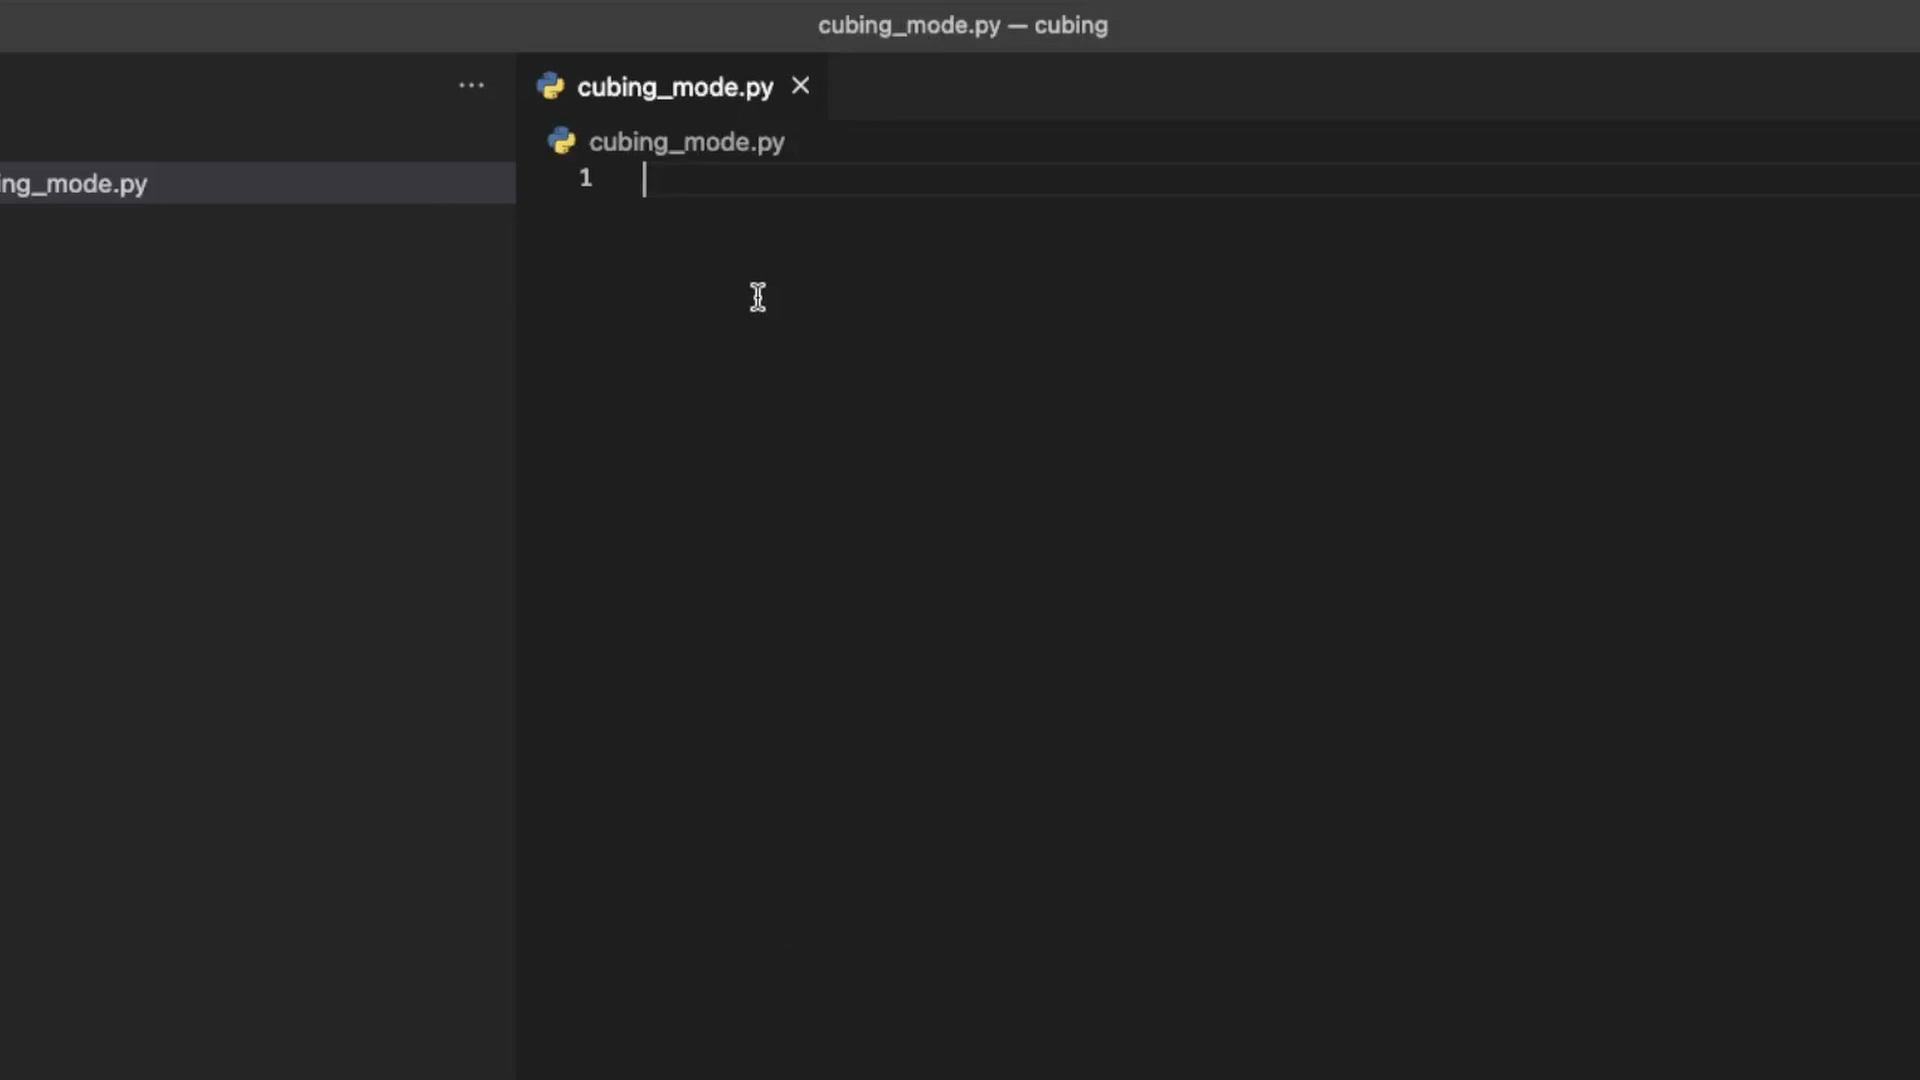 cubing_mode.py — cubing
··· cubing_mode.py ×
cubing_mode.py
ing_mode.py
1